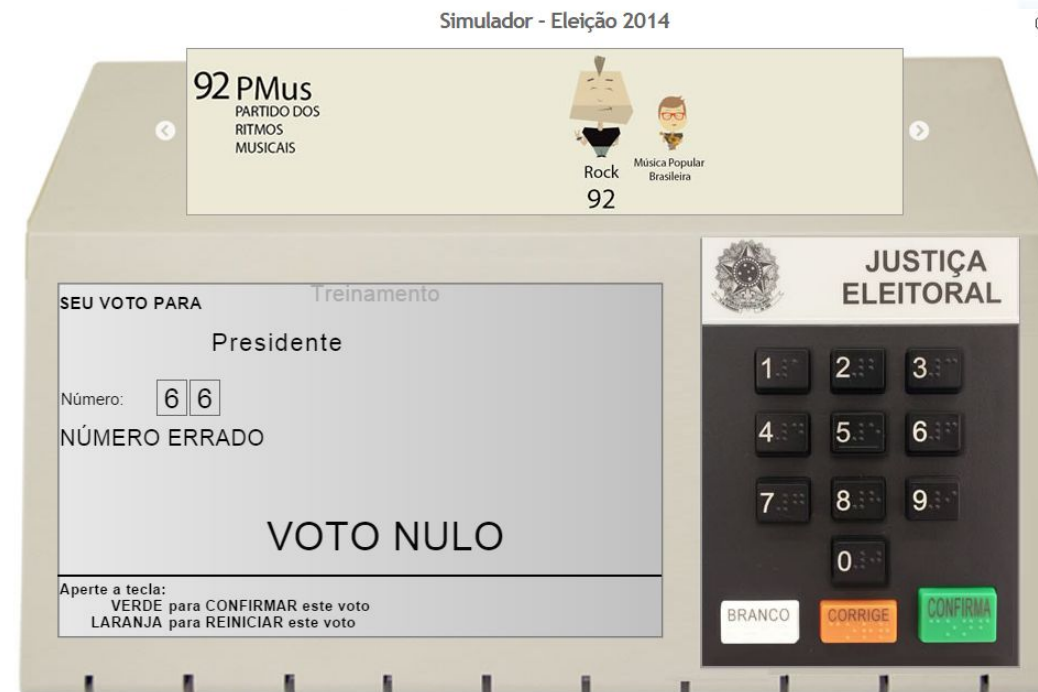 Simulador - Eleição 2014
92 PMus
PARTIDO DOS
RITMOS
MUSICAIS
Rock
92
Música Popular
Brasileira
JUSTIÇA
ELEITORAL
Treinamento
SEU VOTO PARA
Presidente
Número: 6 6
NÚMERO ERRADO
VOTO NULO
Aperte a tecla:
VERDE para CONFIRMAR este voto
LARANJA para REINICIAR este voto
1 2 3
4 5 6
7 8 9
0
BRANCO CORRIGE CONFIRMA